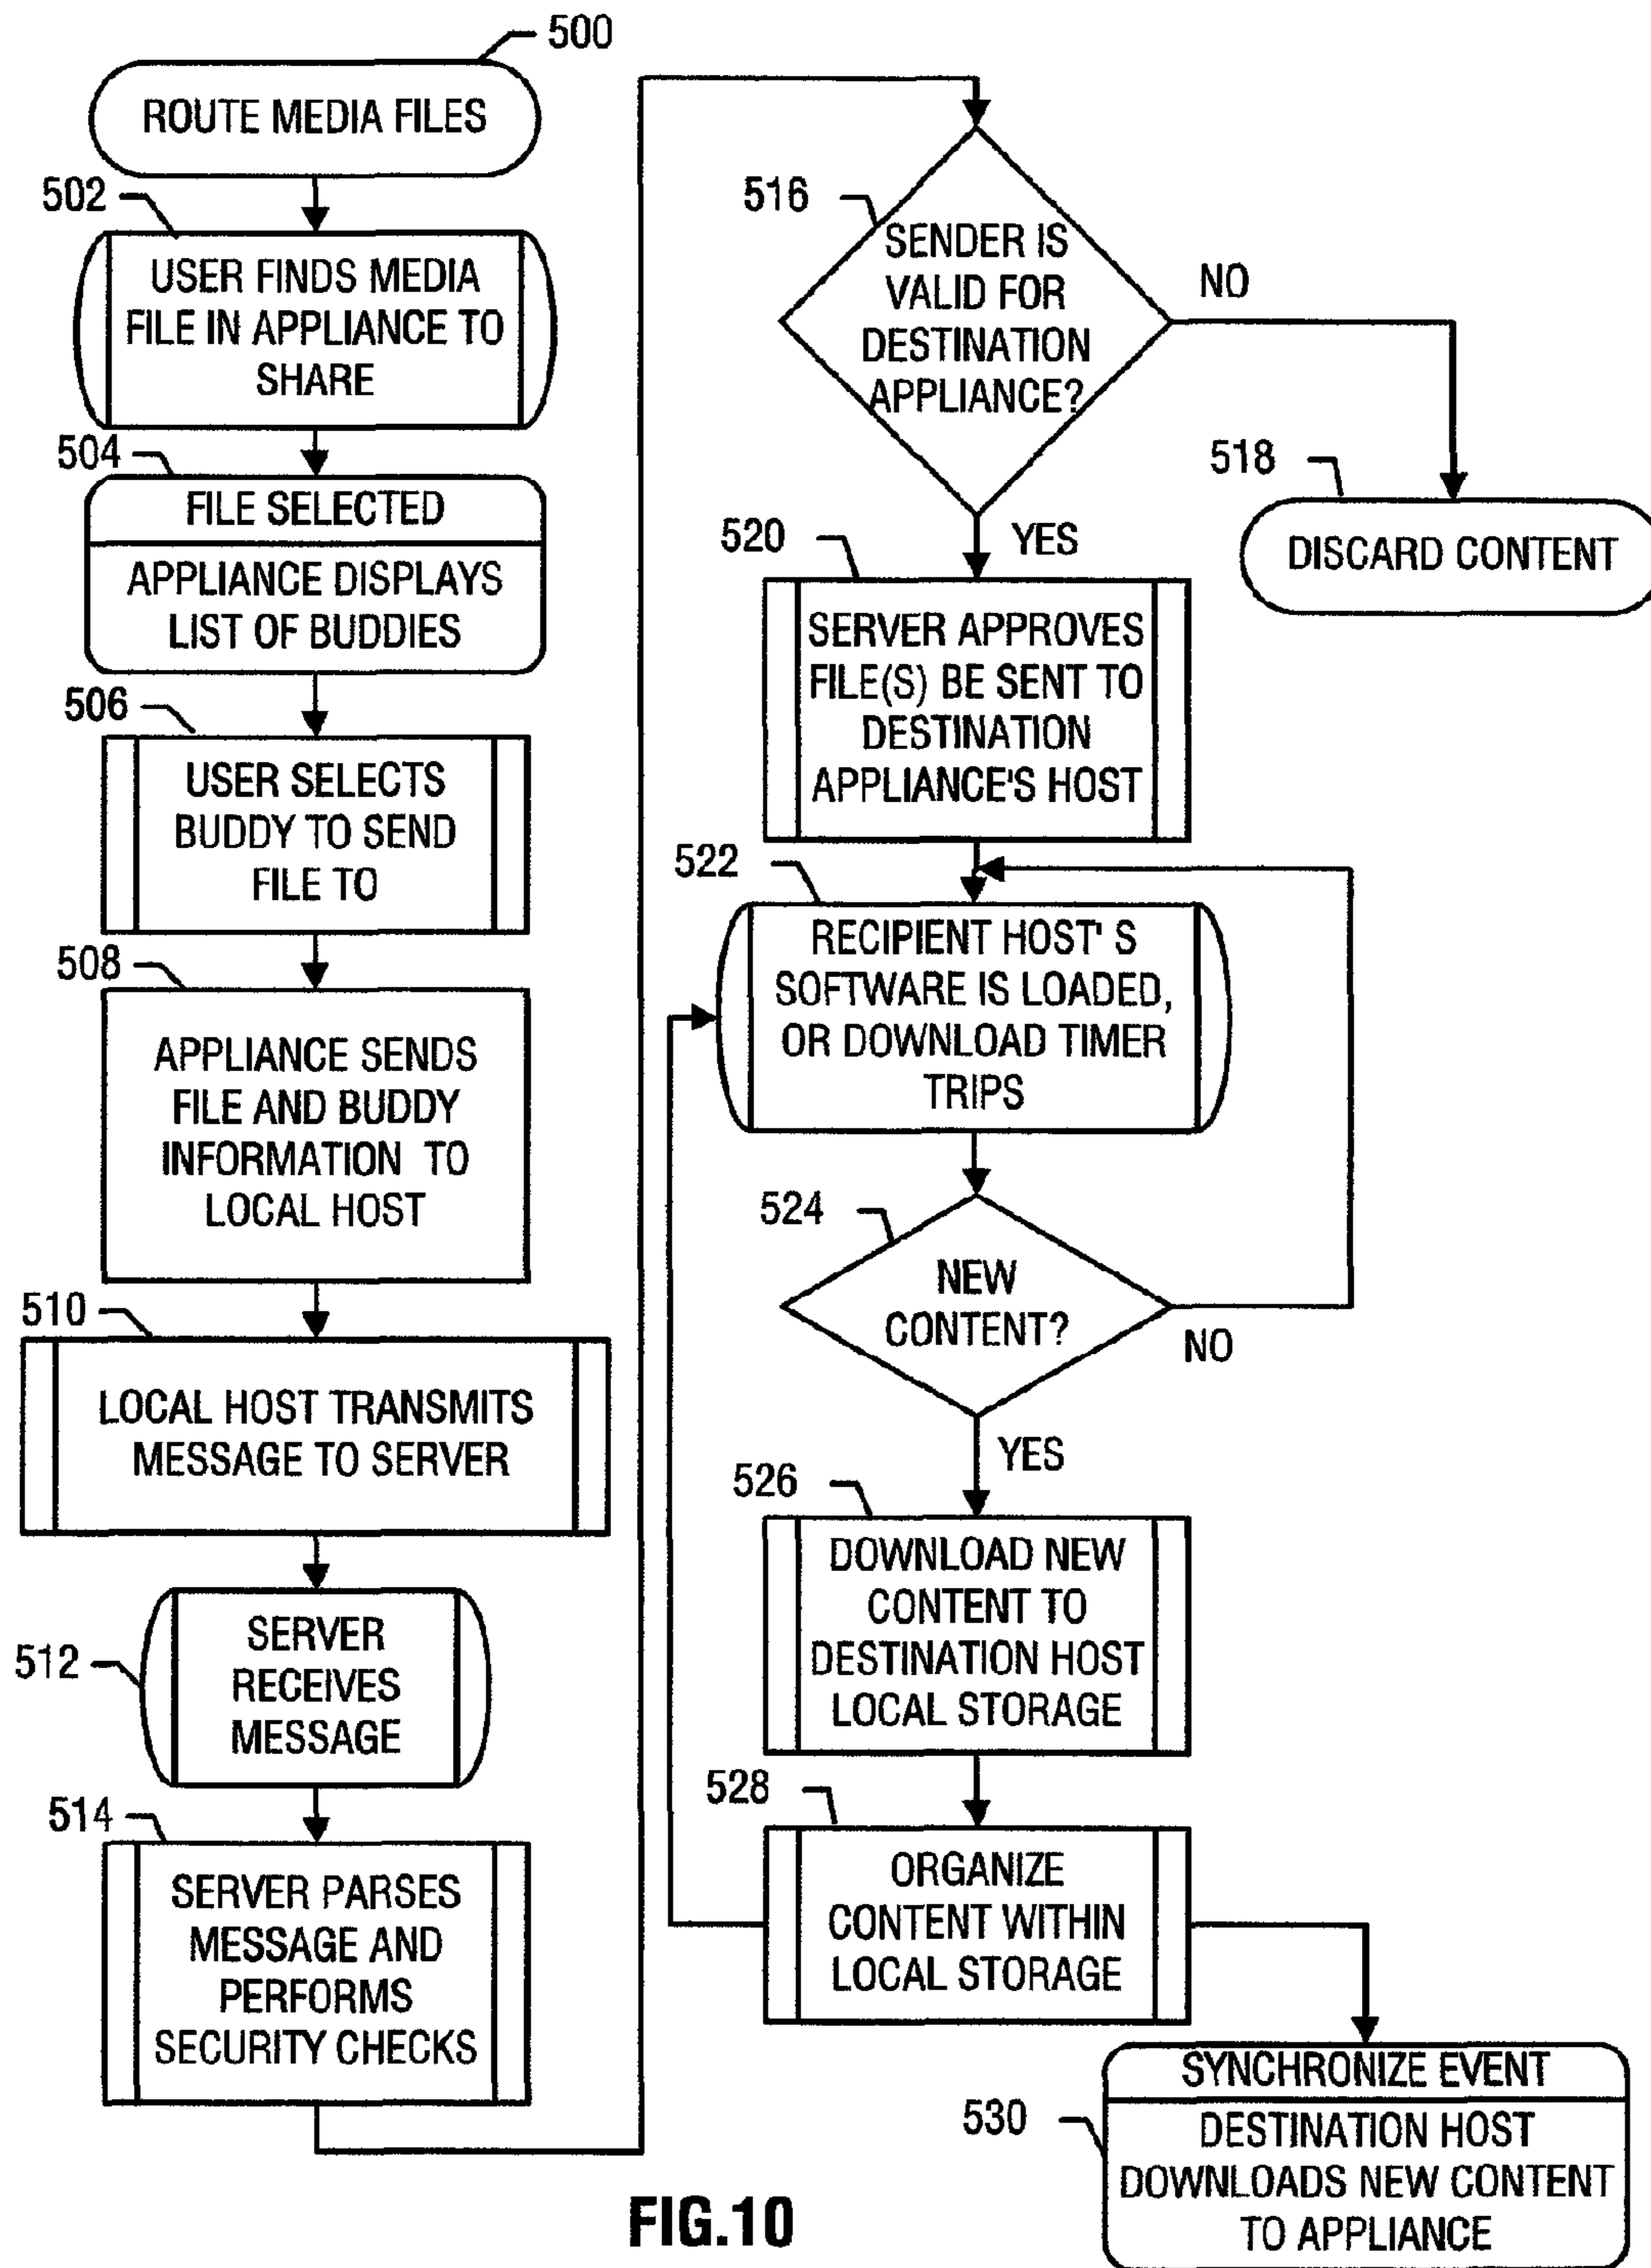 500
ROUTE MEDIA FILES
502
USER FINDS MEDIA
FILE IN APPLIANCE TO
SHARE
504
FILE SELECTED
APPLIANCE DISPLAYS
LIST OF BUDDIES
506
USER SELECTS
BUDDY TO SEND
FILE TO
508
APPLIANCE SENDS
FILE AND BUDDY
INFORMATION TO
LOCAL HOST
510
LOCAL HOST TRANSMITS
MESSAGE TO SERVER
512
SERVER
RECEIVES
MESSAGE
514
SERVER PARSES
MESSAGE AND
PERFORMS
SECURITY CHECKS
516
SENDER IS
VALID FOR
DESTINATION
APPLIANCE?
NO
518
DISCARD CONTENT
YES
520
SERVER APPROVES
FILE(S) BE SENT TO
DESTINATION
APPLIANCE'S HOST
522
RECIPIENT HOST' S
SOFTWARE IS LOADED,
OR DOWNLOAD TIMER
TRIPS
524
NEW
CONTENT?
NO
YES
526
DOWNLOAD NEW
CONTENT TO
DESTINATION HOST
LOCAL STORAGE
528
ORGANIZE
CONTENT WITHIN
LOCAL STORAGE
530
SYNCHRONIZE EVENT
DESTINATION HOST
DOWNLOADS NEW CONTENT
TO APPLIANCE
FIG.10